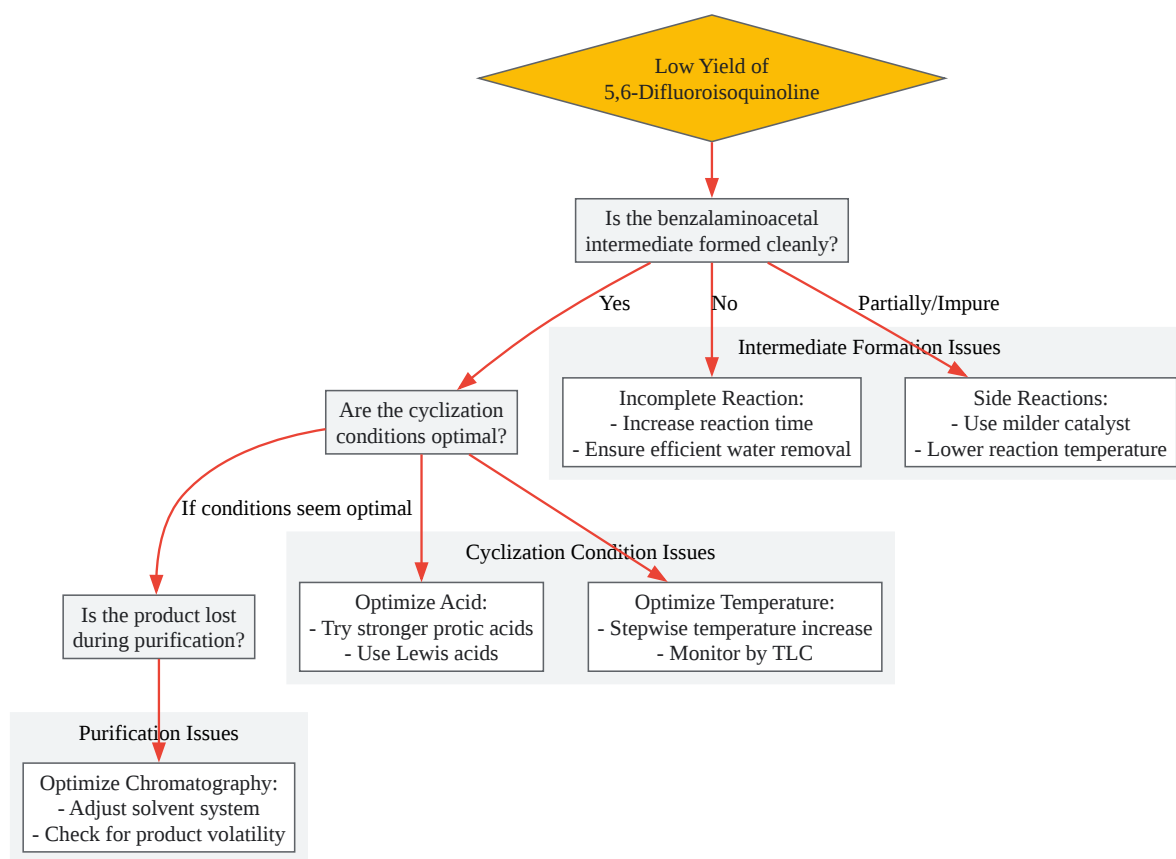 Low Yield of
5,6-Difluoroisoquinoline
Is the benzalaminoacetal
intermediate formed cleanly?
Yes
No
Partially/Impure
Intermediate Formation Issues
Incomplete Reaction:
- Increase reaction time
- Ensure efficient water removal
Side Reactions:
- Use milder catalyst
- Lower reaction temperature
Are the cyclization
conditions optimal?
If conditions seem optimal
Cyclization Condition Issues
Optimize Acid:
- Try stronger protic acids
- Use Lewis acids
Optimize Temperature:
- Stepwise temperature increase
- Monitor by TLC
Is the product lost
during purification?
Purification Issues
Optimize Chromatography:
- Adjust solvent system
- Check for product volatility